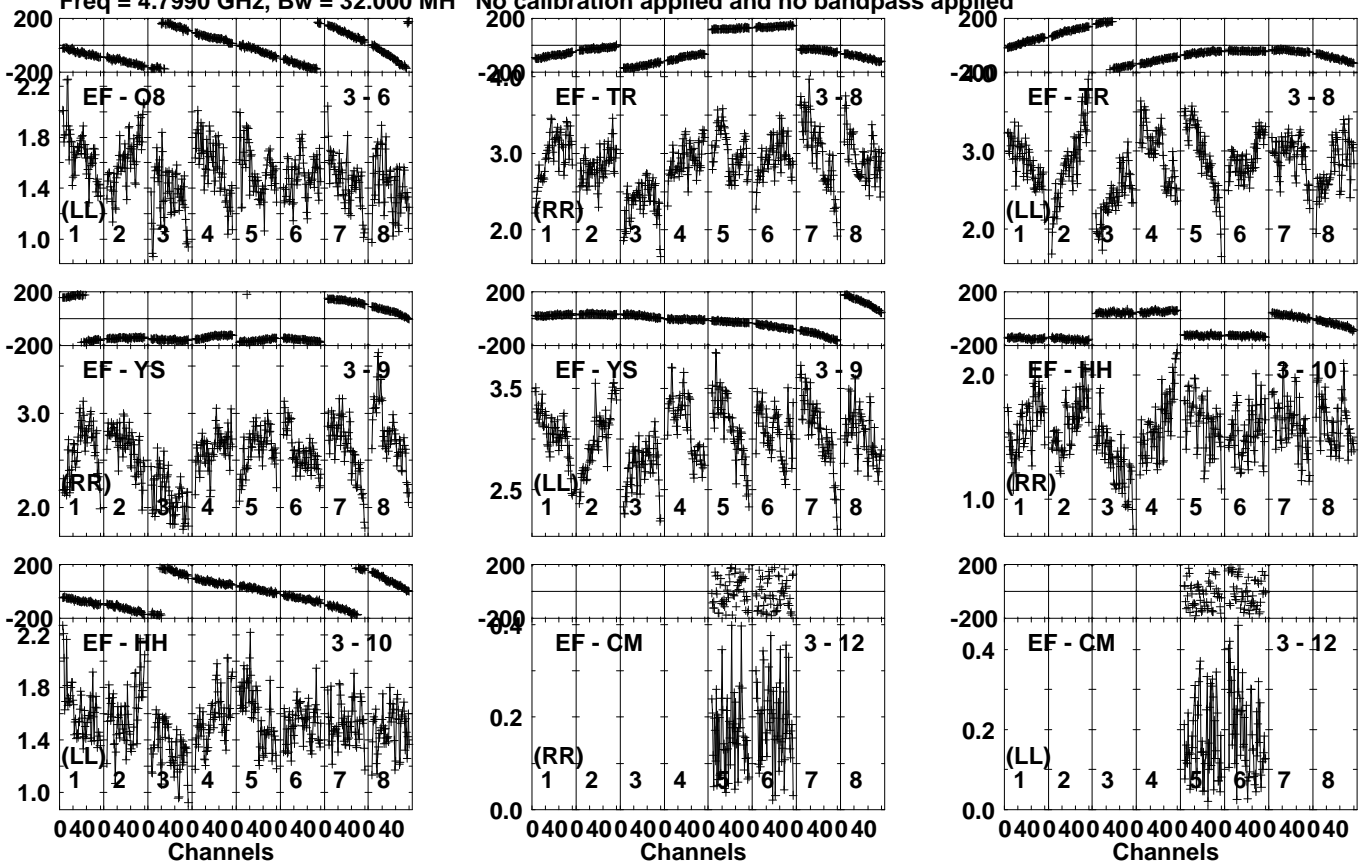 Freq = 4.7990 GHz, Bw = 32.000 MH No calibration applied and no bandpass applied
200
-200
2.2
1.8
1.4
1.0
EF - O8 3 - 6
(LL)
1 2 3 4 5 6 7 8
200
-200
4.0
3.0
2.0
EF - TR 3 - 8
(RR)
1 2 3 4 5 6 7 8
200
-200
4.0
3.0
2.0
EF - TR 3 - 8
(LL)
1 2 3 4 5 6 7 8
200
-200
3.0
2.0
EF - YS 3 - 9
(RR)
1 2 3 4 5 6 7 8
200
-200
3.5
2.5
EF - YS 3 - 9
(LL)
1 2 3 4 5 6 7 8
200
-200
2.0
1.0
EF - HH 3 - 10
(RR)
1 2 3 4 5 6 7 8
200
-200
2.2
1.8
1.4
1.0
EF - HH 3 - 10
(LL)
1 2 3 4 5 6 7 8
0 40 0 40 0 40 0 40 0 40 0 40 0 40 0 40
Channels
200
-200
0.4
0.2
0.0
EF - CM 3 - 12
(RR)
1 2 3 4 5 6 7 8
0 40 0 40 0 40 0 40 0 40 0 40 0 40 0 40
Channels
200
-200
0.4
0.2
0.0
EF - CM 3 - 12
(LL)
1 2 3 4 5 6 7 8
0 40 0 40 0 40 0 40 0 40 0 40 0 40 0 40
Channels